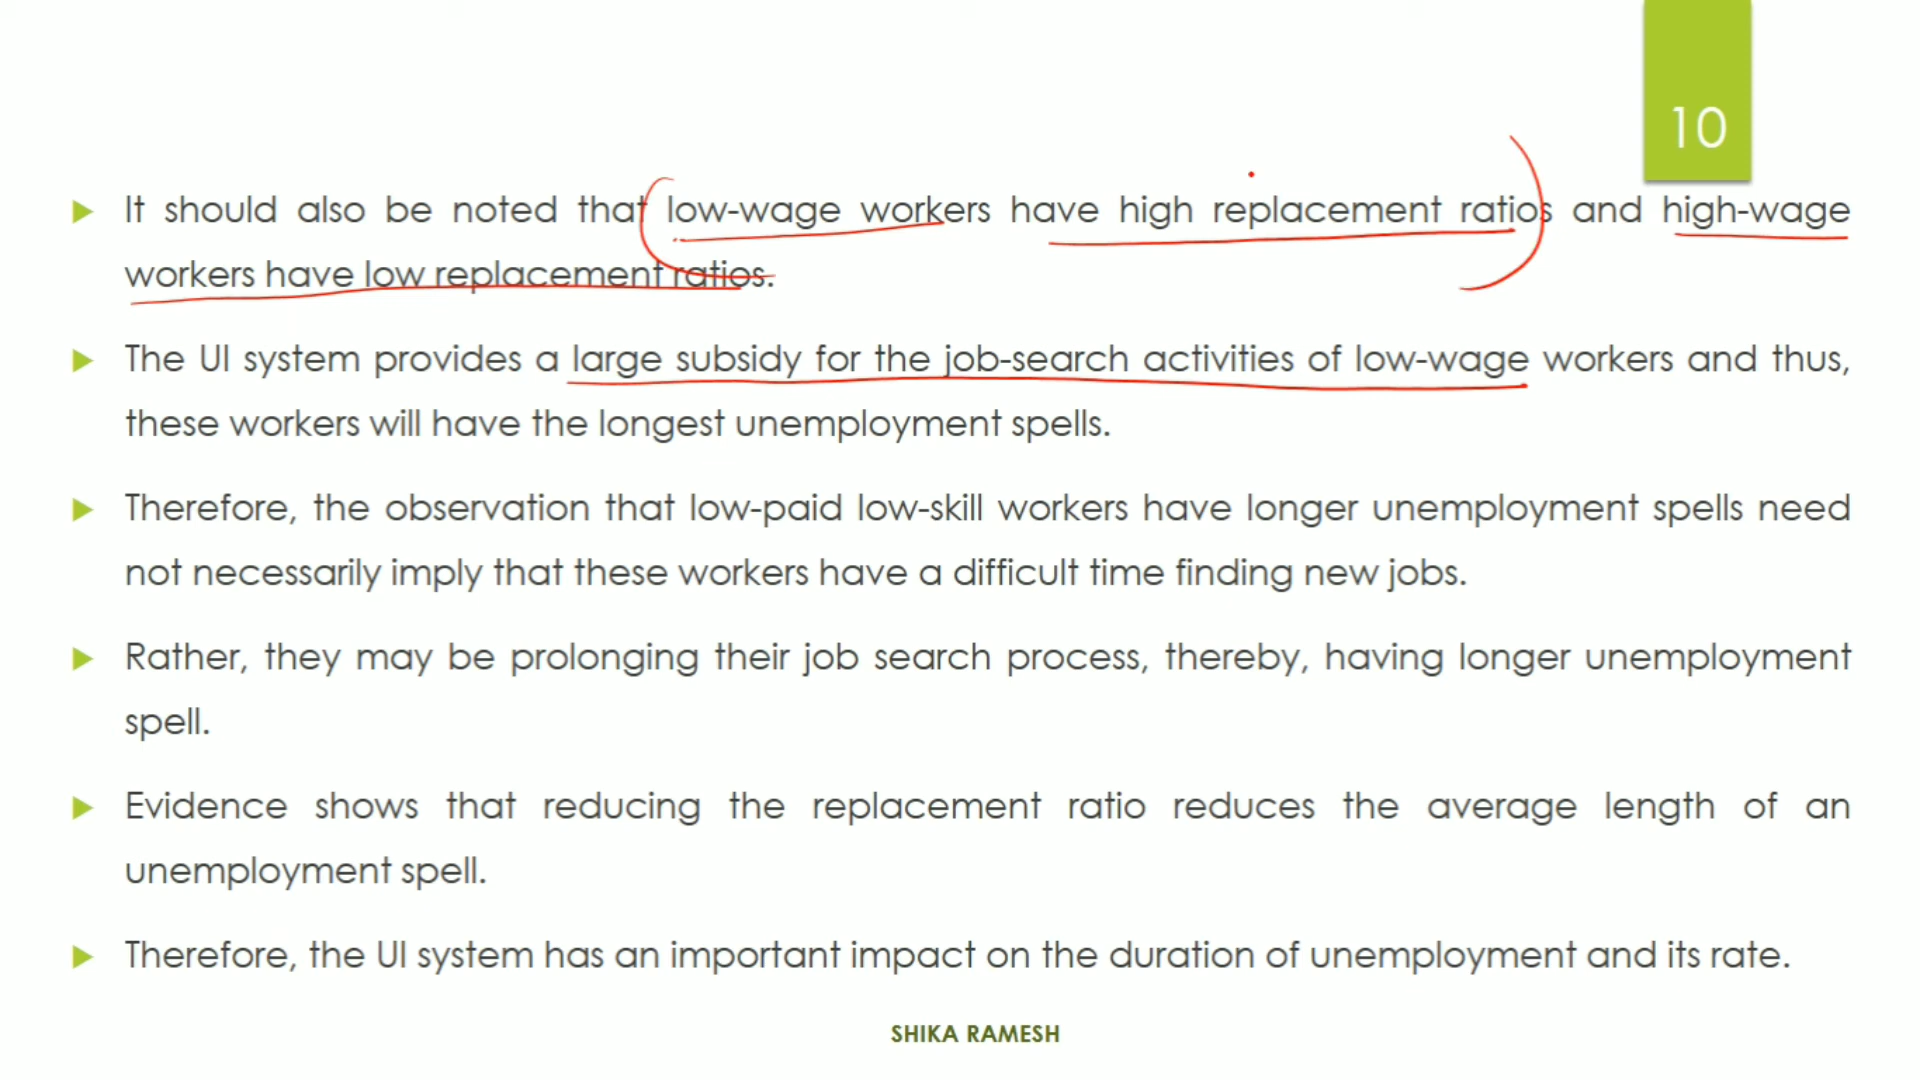 10
It should also be noted that low-wage workers have high replacement ratios and high-wage
workers have low replacement ratios.
The UI system provides a large subsidy for the job-search activities of low-wage workers and thus,
these workers will have the longest unemployment spells.
Therefore, the observation that low-paid low-skill workers have longer unemployment spells need
not necessarily imply that these workers have a difficult time finding new jobs.
Rather, they may be prolonging their job search process, thereby, having longer unemployment
spell.
Evidence shows that reducing the replacement ratio reduces the average length of an
unemployment spell.
Therefore, the UI system has an important impact on the duration of unemployment and its rate.
SHIKA RAMESH